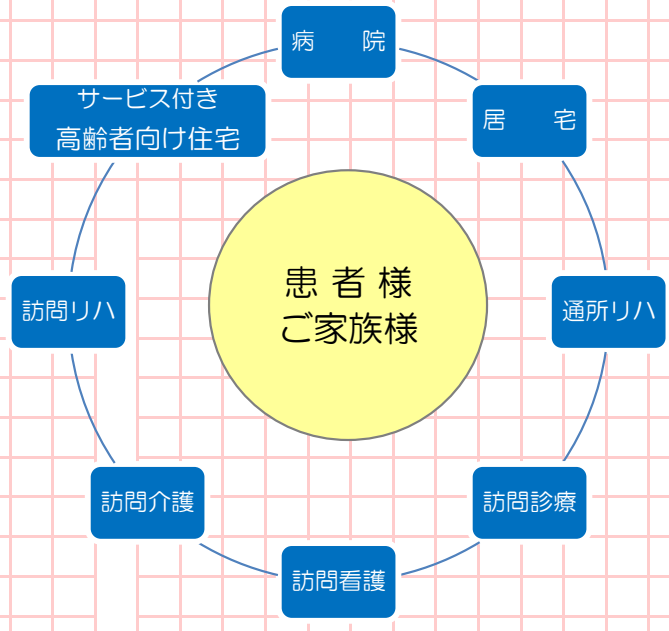 病　院
居　宅
サービス付き
高齢者向け住宅
患 者 様
ご家族様
訪問リハ
通所リハ
訪問介護
訪問診療
訪問看護